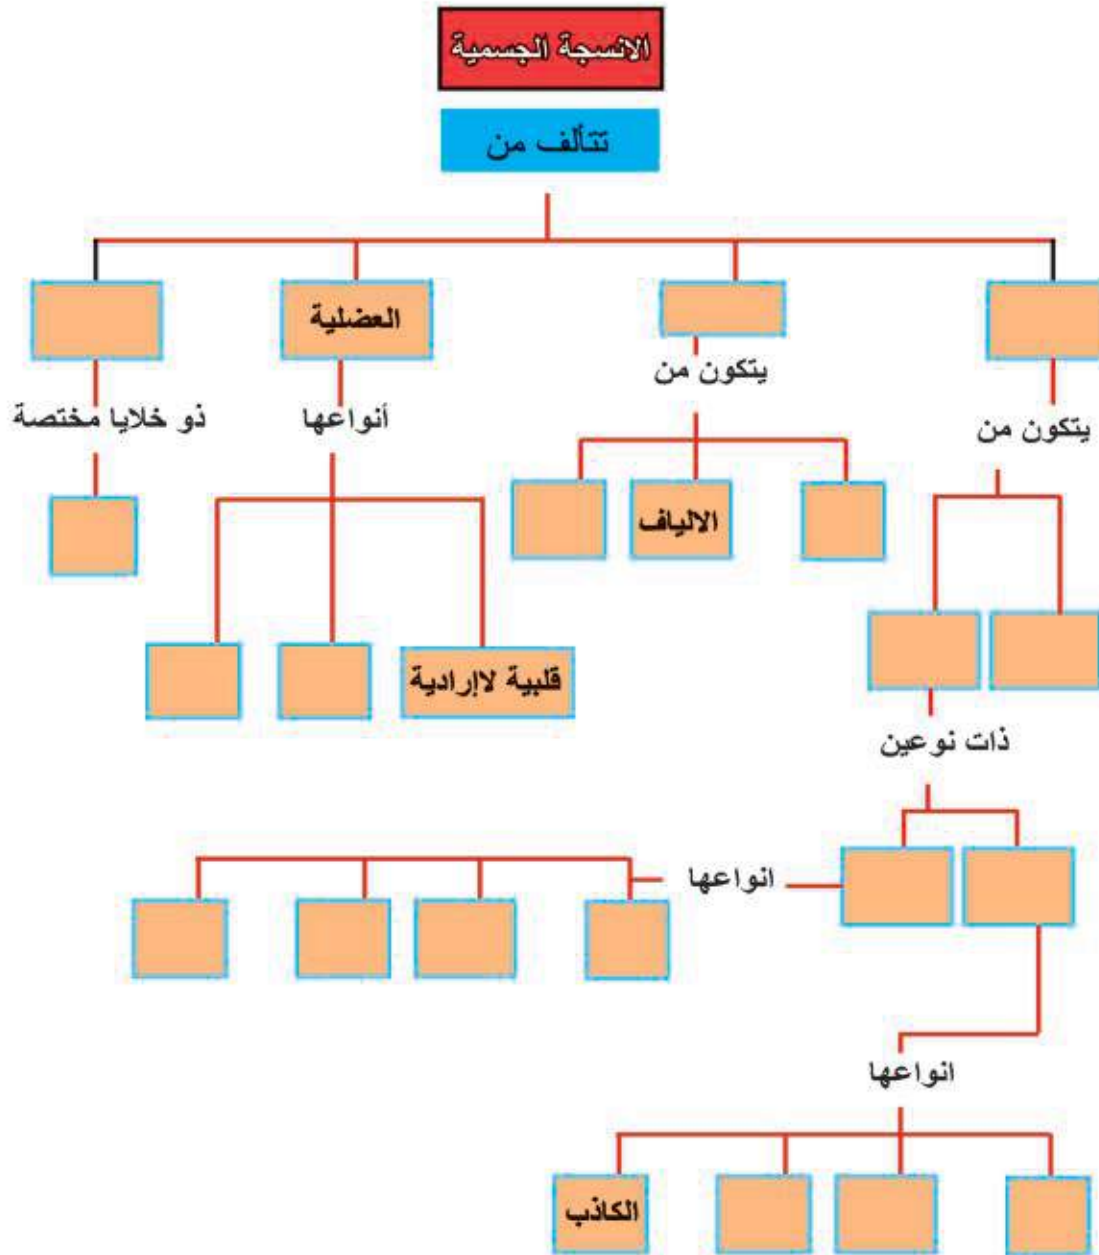 الانسجة الجسمية
تتألف من
العضلية
يتكون من
ذو خلايا مختصة
أنواعها
يتكون من
الالياف
قلبية لاإرادية
ذات نوعين
انواعها
انواعها
الكاذب